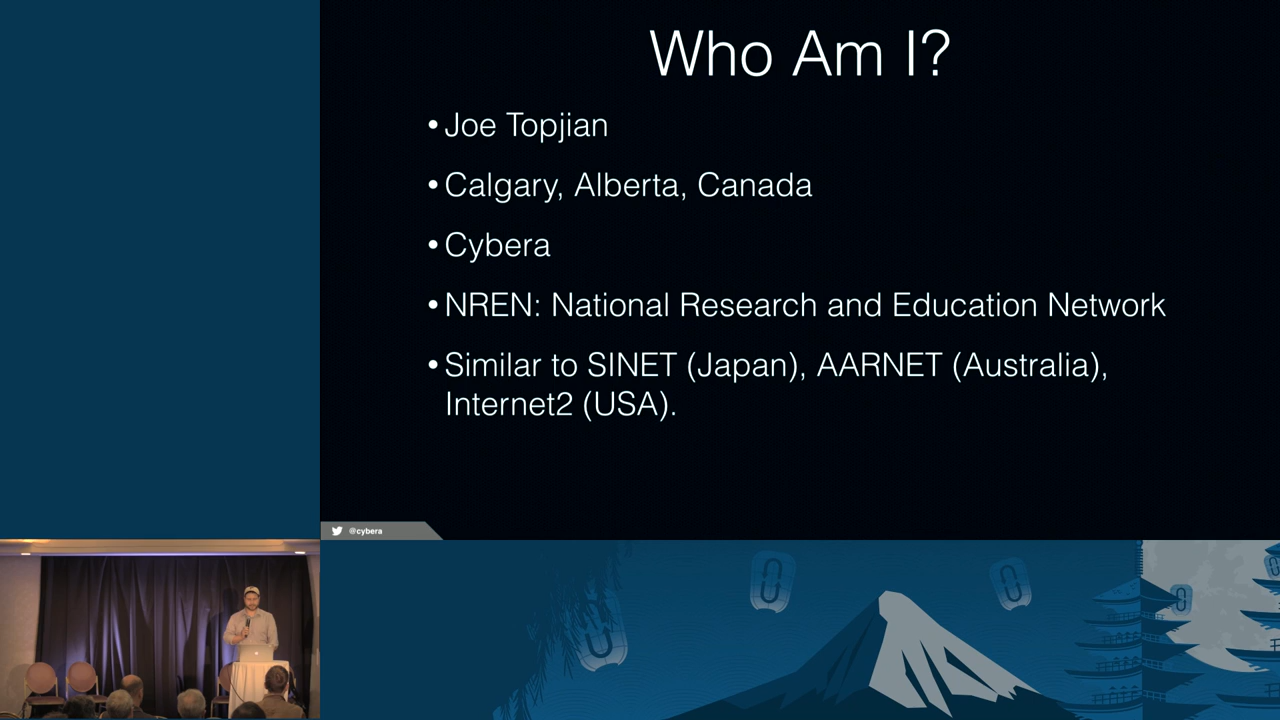 Who Am I?
• Joe Topjian
• Calgary, Alberta, Canada
• Cybera
• NREN: National Research and Education Network
• Similar to SINET (Japan), AARNET (Australia),
Internet2 (USA).
@cybera